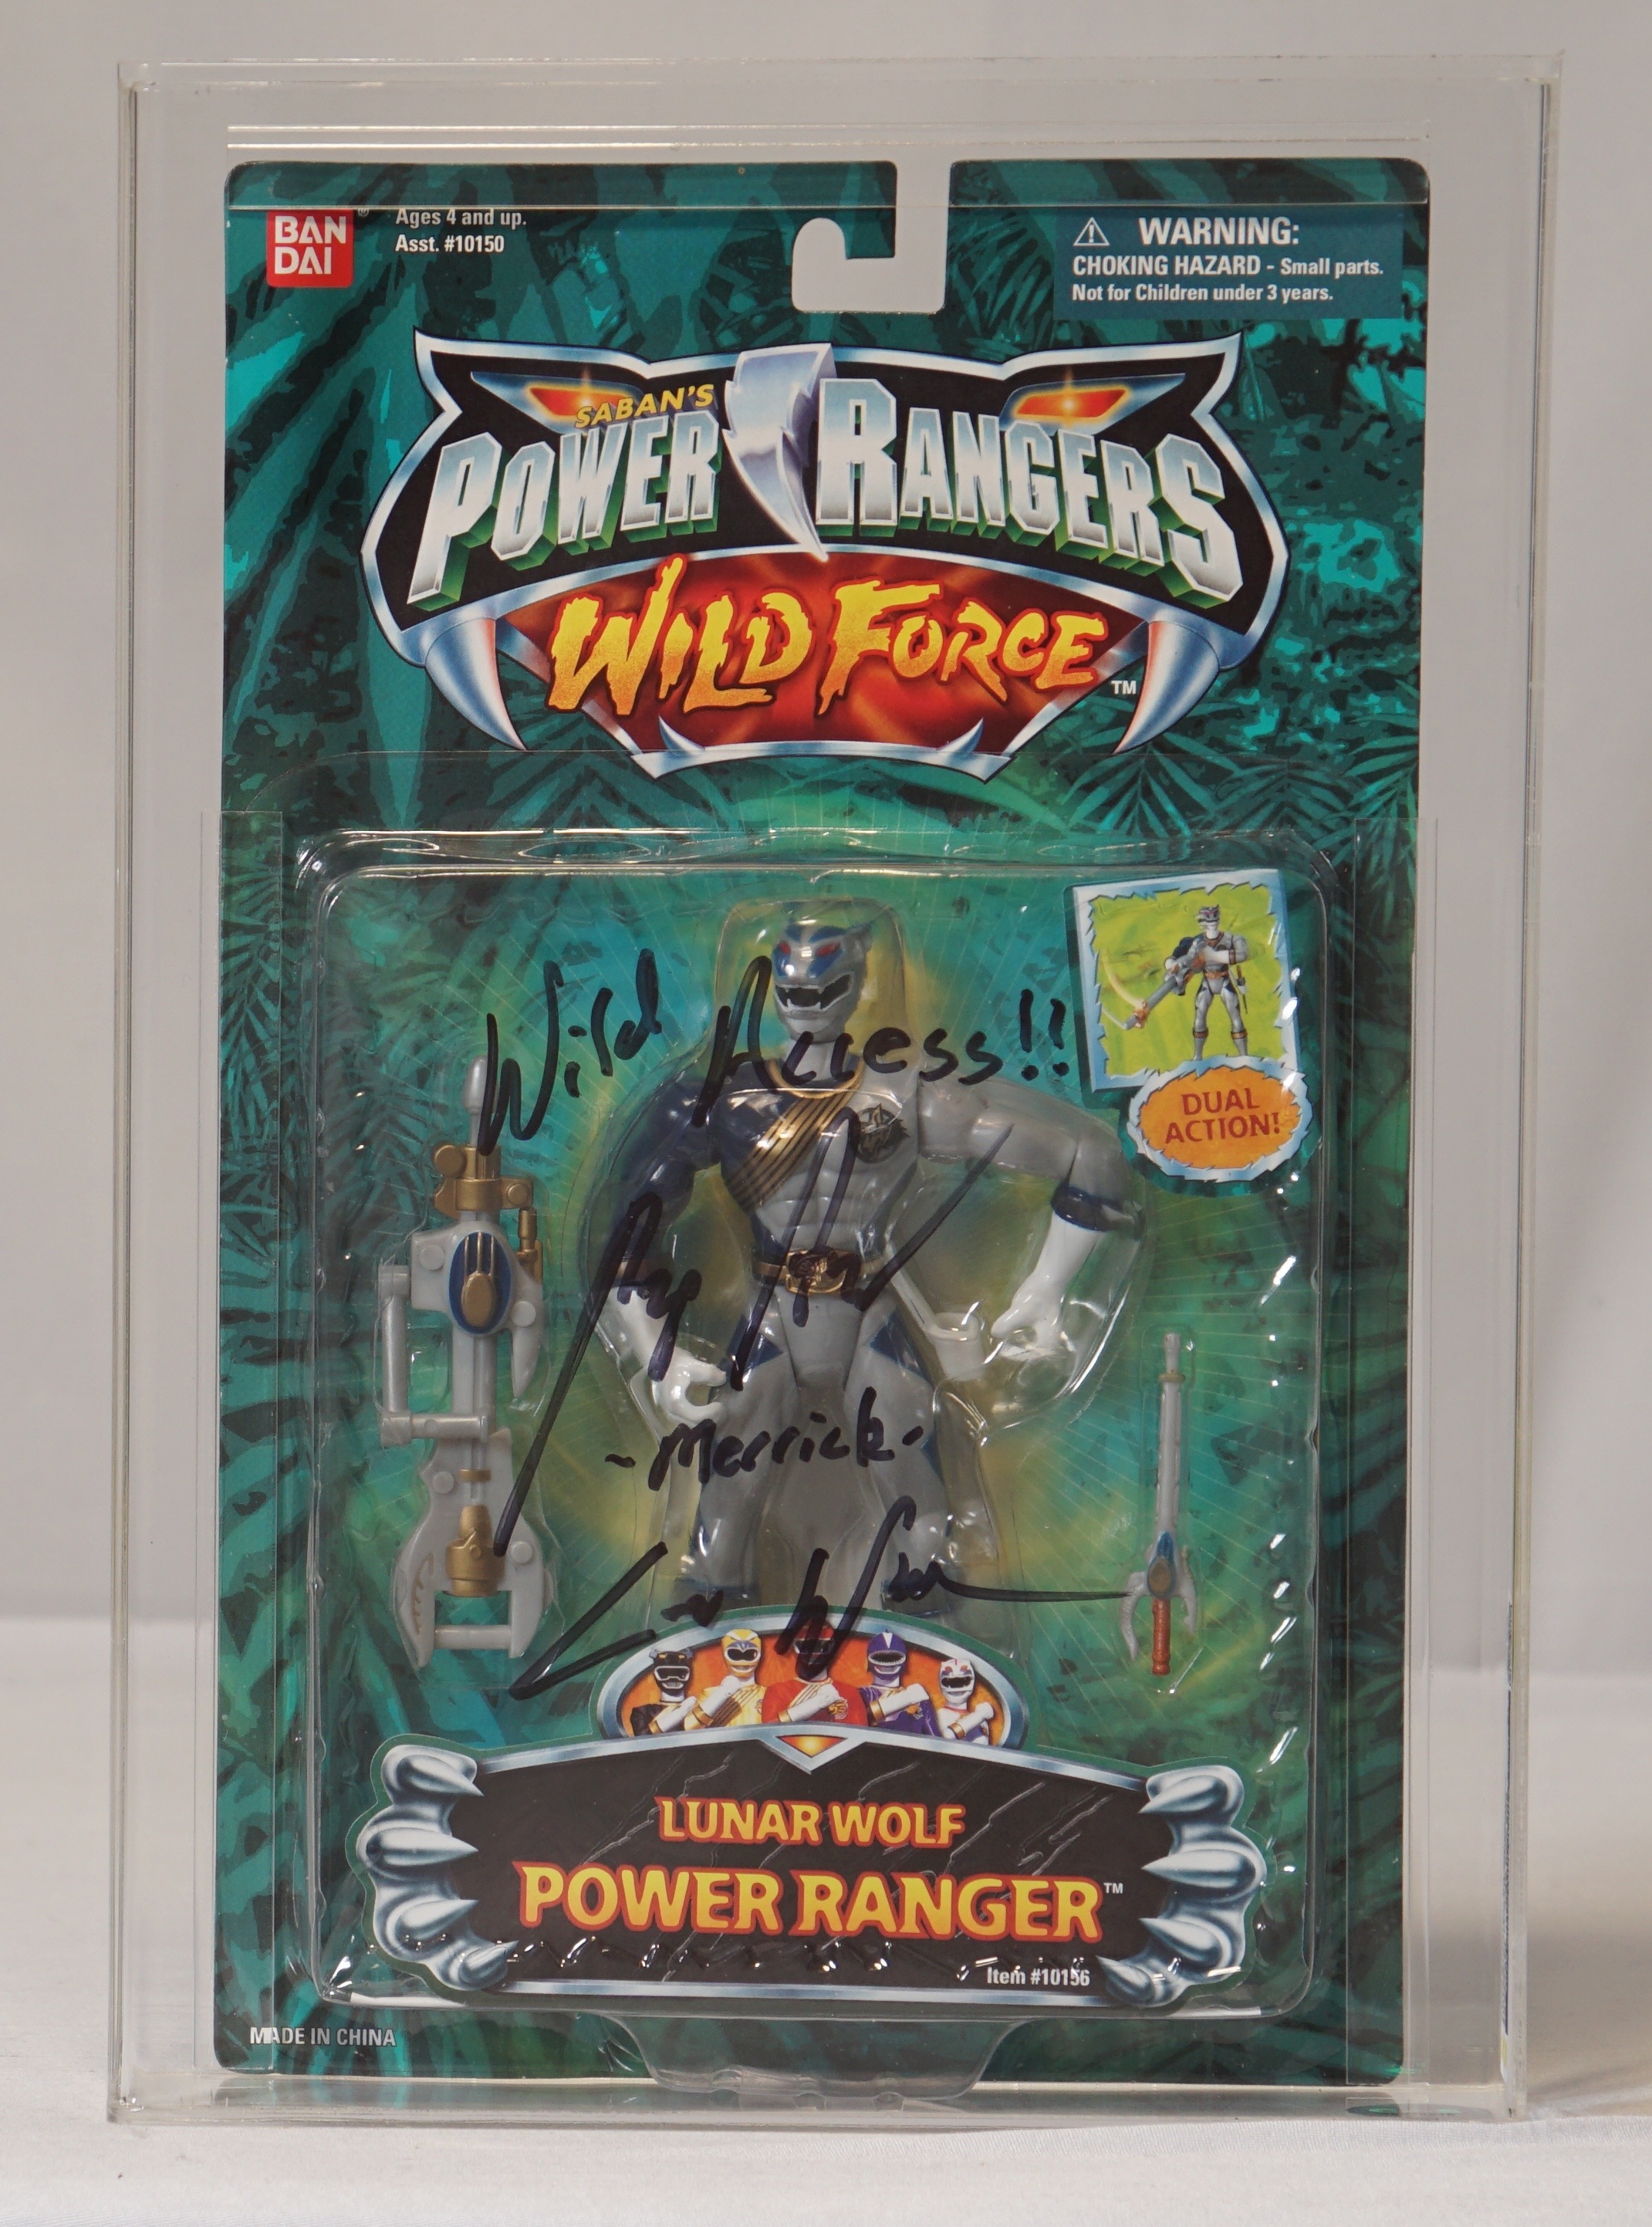 BAN
DAI
®
Ages 4 and up.
Asst. #10150
WARNING:
CHOKING HAZARD - Small parts.
Not for Children under 3 years.
SABAN'S
POWER RANGERS
WILD FORCE
TM
Wild Access!!
DUAL
ACTION!
-Merrick-
LUNAR WOLF
POWER RANGER™
Item #10156
MADE IN CHINA